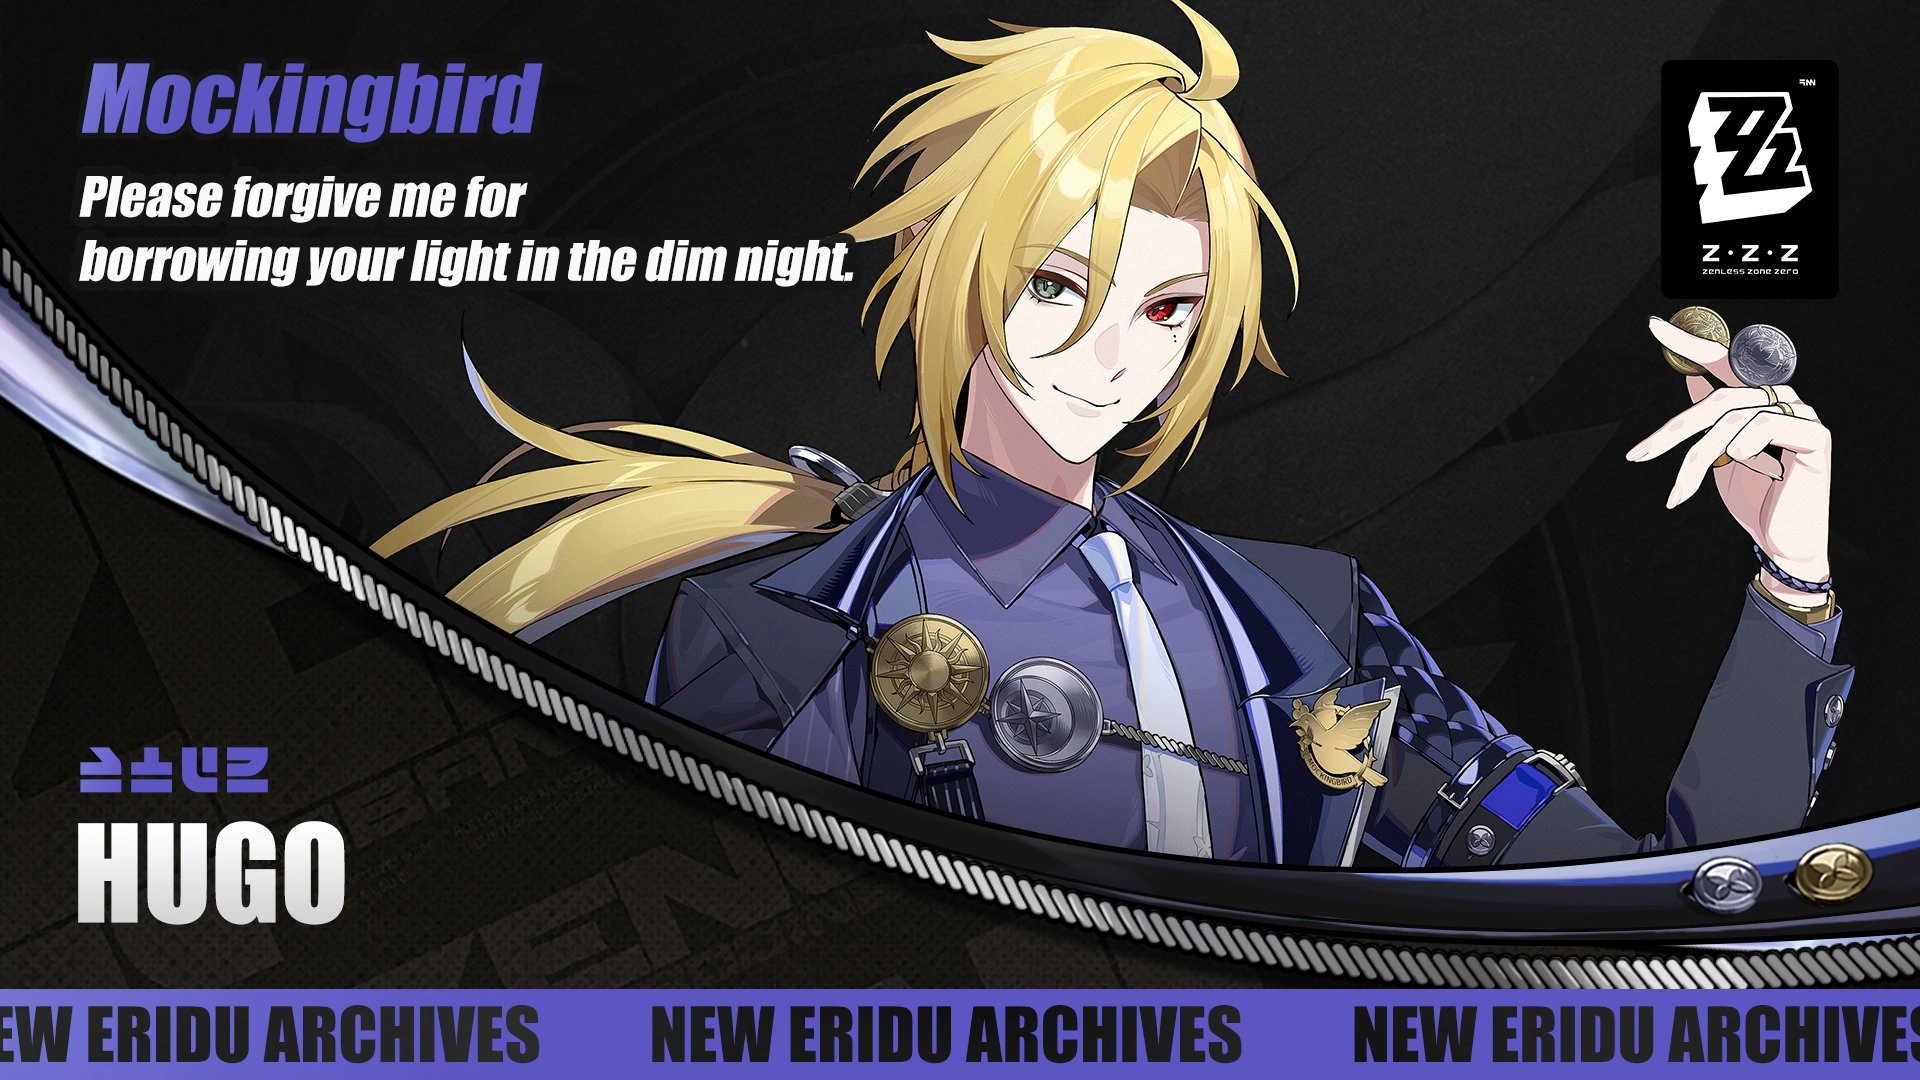 Mockingbird
Please forgive me for
borrowing your light in the dim night.
Z·Z·Z
ZENLESS ZONE ZERO
MOCKINGBIRD
HUGO
EW ERIDU ARCHIVES
NEW ERIDU ARCHIVES
NEW ERIDU ARCHIVES